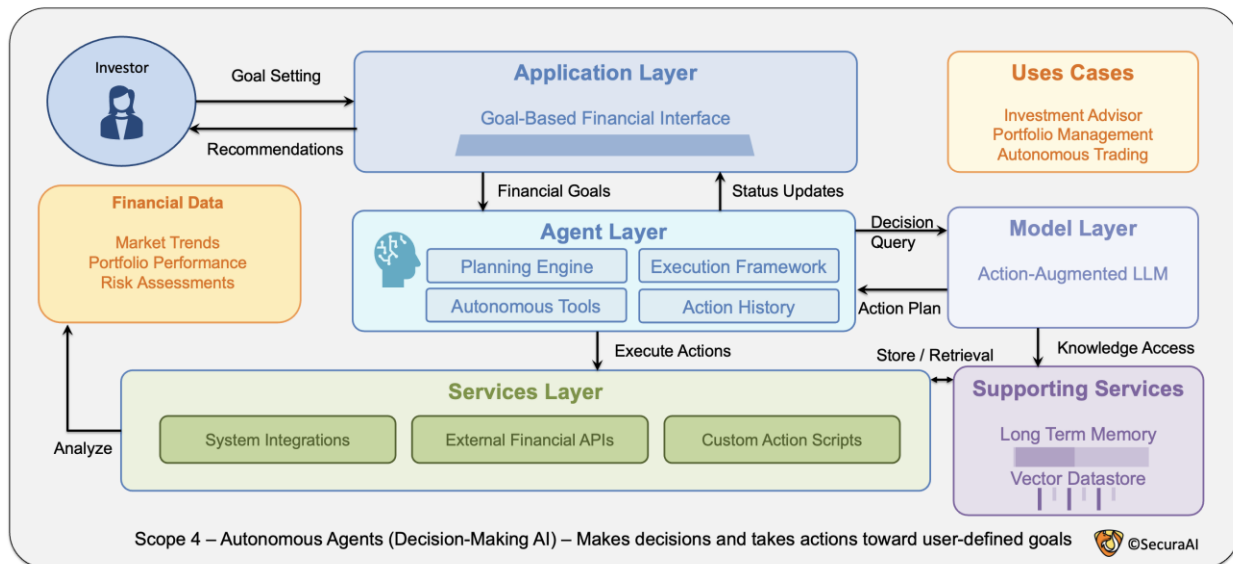 Investor
Goal Setting
Recommendations
Application Layer
Goal-Based Financial Interface
Uses Cases
Investment Advisor
Portfolio Management
Autonomous Trading
Financial Goals
Status Updates
Financial Data
Market Trends
Portfolio Performance
Risk Assessments
Agent Layer
Planning Engine
Execution Framework
Autonomous Tools
Action History
Decision
Query
Action Plan
Model Layer
Action-Augmented LLM
Execute Actions
Store / Retrieval
Knowledge Access
Services Layer
System Integrations
External Financial APIs
Custom Action Scripts
Analyze
Supporting Services
Long Term Memory
Vector Datastore
Scope 4 – Autonomous Agents (Decision-Making AI) – Makes decisions and takes actions toward user-defined goals
©SecuraAI